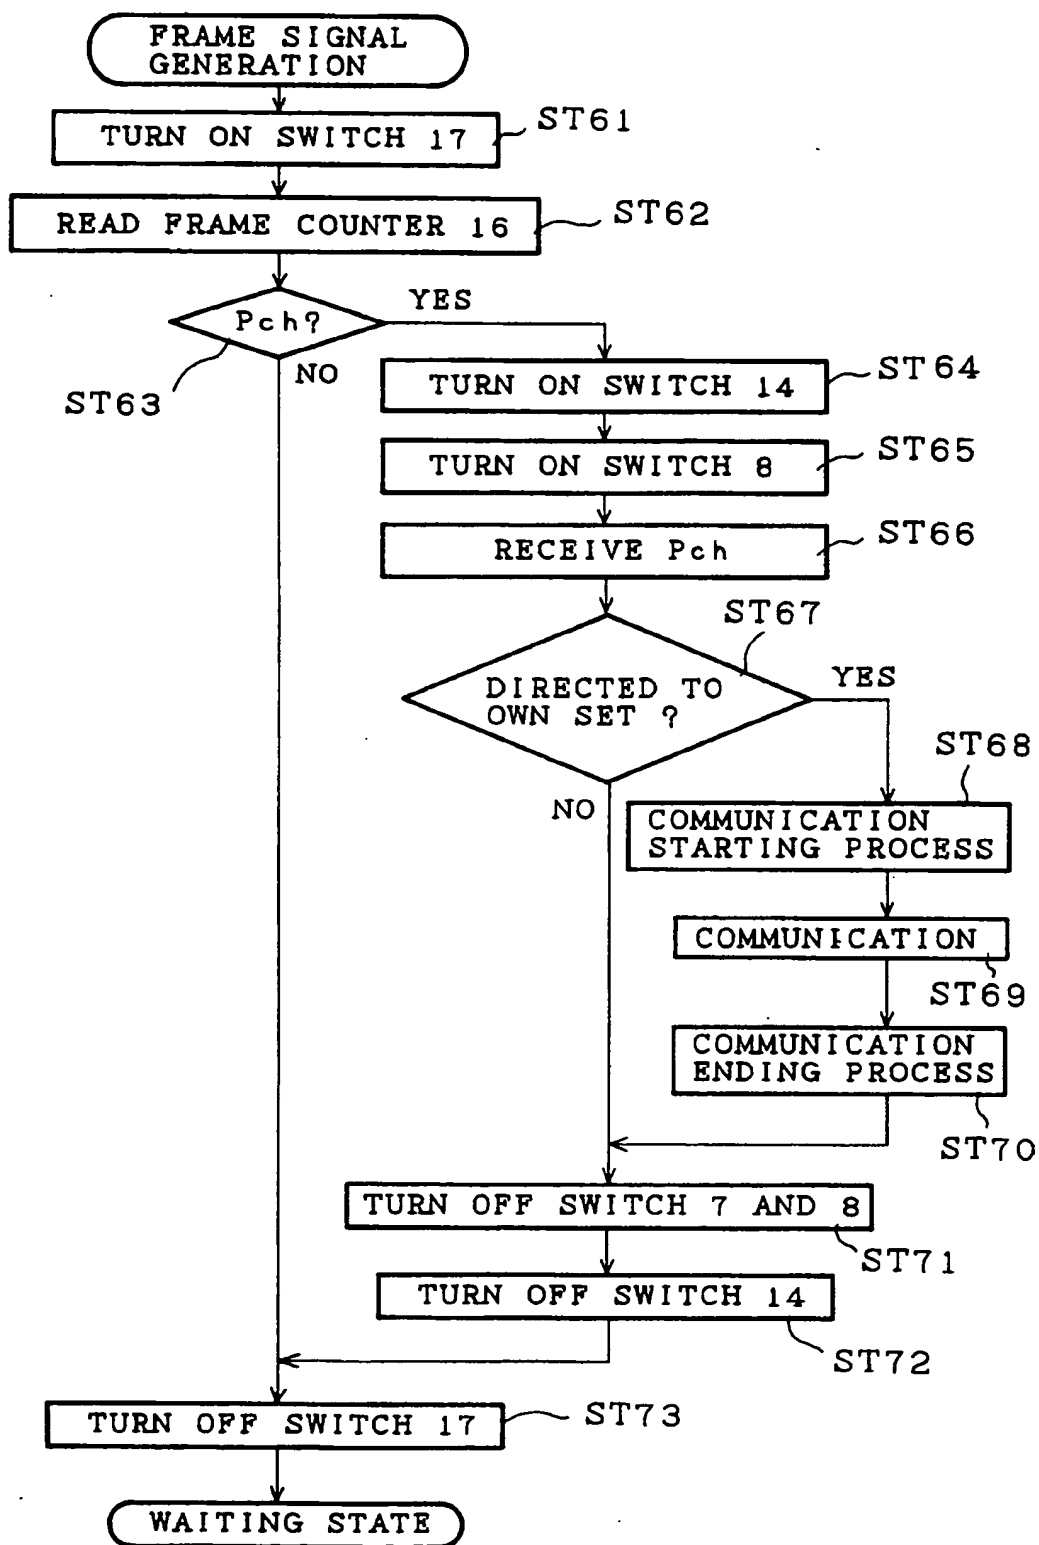 FRAME SIGNAL
GENERATION
TURN ON SWITCH 17
ST61
READ FRAME COUNTER 16
ST62
Pch?
YES
NO
ST63
TURN ON SWITCH 14
ST64
TURN ON SWITCH 8
ST65
RECEIVE Pch
ST66
ST67
DIRECTED TO
OWN SET ?
YES
NO
ST68
COMMUNICATION
STARTING PROCESS
COMMUNICATION
ST69
COMMUNICATION
ENDING PROCESS
ST70
TURN OFF SWITCH 7 AND 8
ST71
TURN OFF SWITCH 14
ST72
TURN OFF SWITCH 17
ST73
WAITING STATE